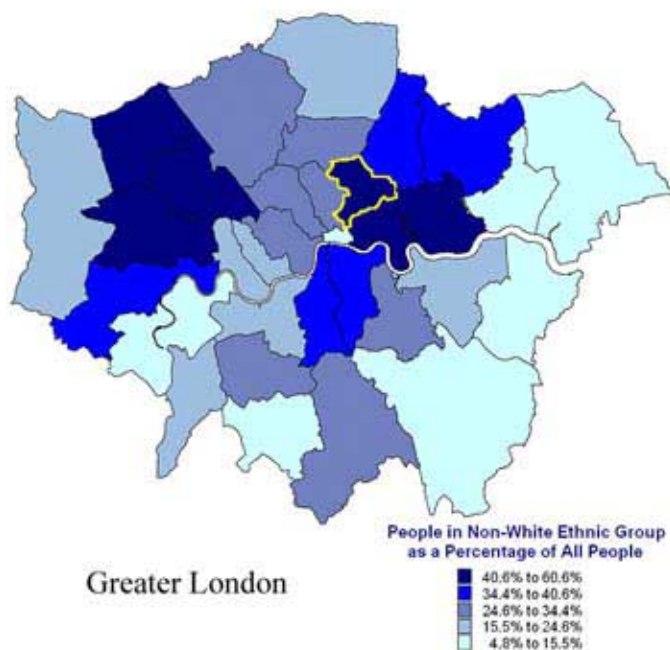 People in Non-White Ethnic Group
as a Percentage of All People
40.6% to 60.6%
34.4% to 40.6%
24.6% to 34.4%
15.5% to 24.6%
4.8% to 15.5%
Greater London